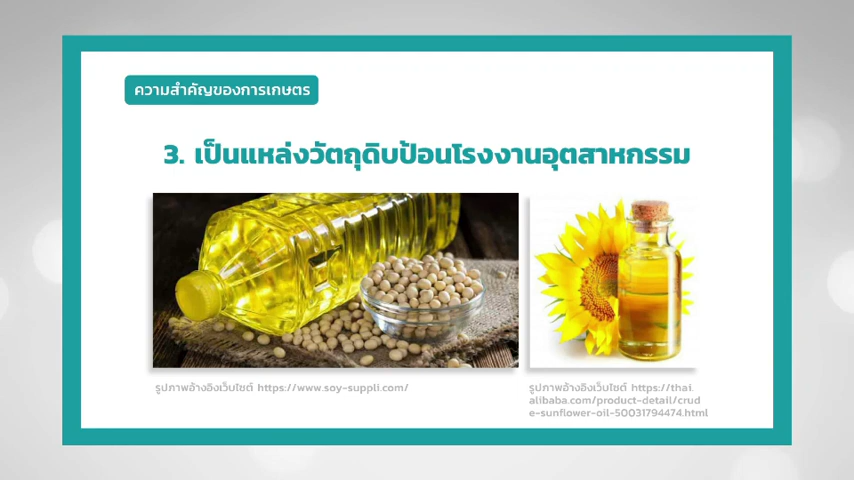 ความสำคัญของการเกษตร
3. เป็นแหล่งวัตถุดิบป้อนโรงงานอุตสาหกรรม
รูปภาพอ้างอิงเว็บไซต์ https://www.soy-suppli.com/
รูปภาพอ้างอิงเว็บไซต์ https://thai.
alibaba.com/product-detail/crud
e-sunflower-oil-50031794474.html